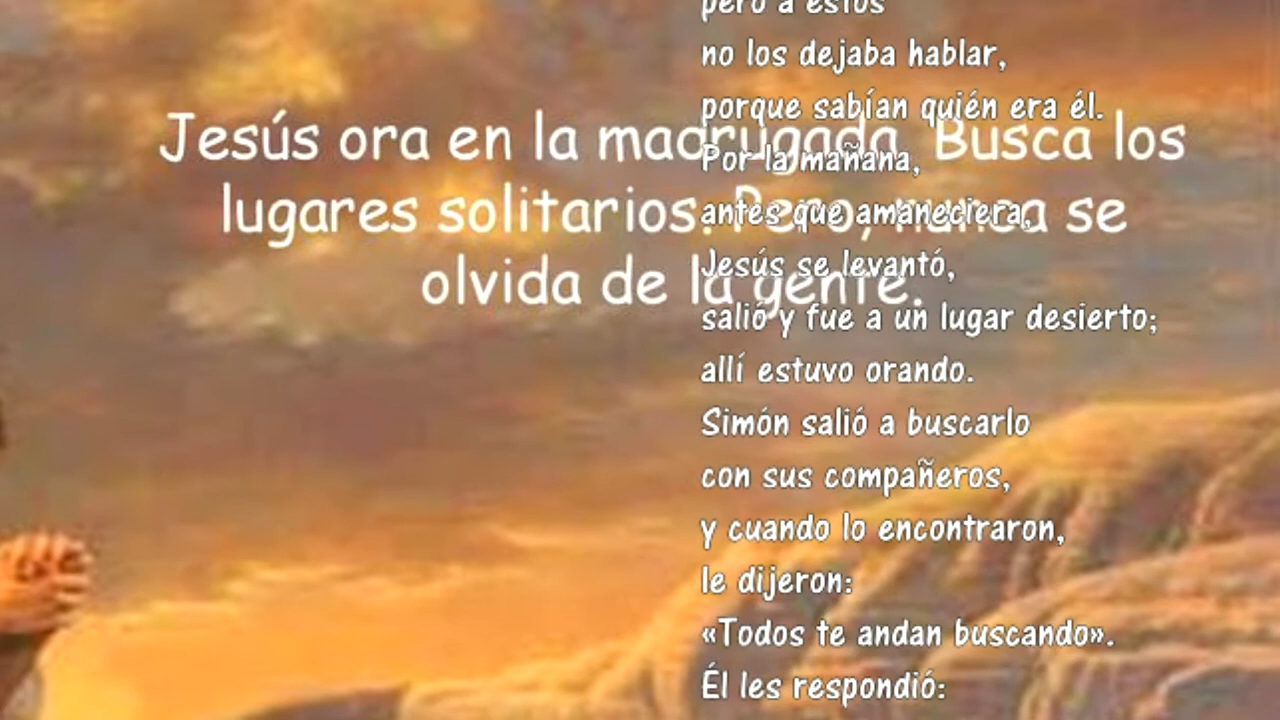 Jesús ora en la madrugada. Busca los
lugares solitarios. Pero, nunca se
olvida de la gente.
pero a estos
no los dejaba hablar,
porque sabían quién era él.
Por la mañana,
antes que amaneciera,
Jesús se levantó,
salió y fue a un lugar desierto;
allí estuvo orando.
Simón salió a buscarlo
con sus compañeros,
y cuando lo encontraron,
le dijeron:
«Todos te andan buscando».
Él les respondió: